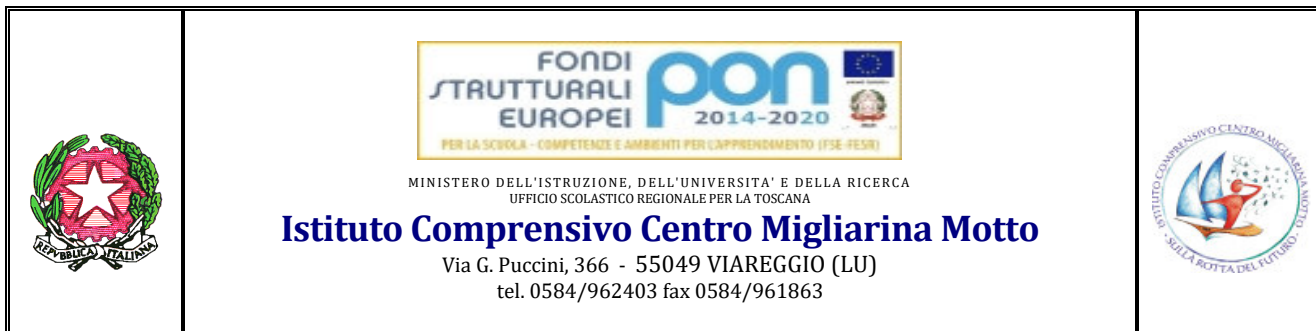 REPVBBLICA ITALIANA
FONDI
STRUTTURALI
EUROPEI
pon
2014-2020
PER LA SCUOLA - COMPETENZE E AMBIENTI PER L'APPRENDIMENTO (FSE-FESR)
MINISTERO DELL'ISTRUZIONE, DELL'UNIVERSITA' E DELLA RICERCA
UFFICIO SCOLASTICO REGIONALE PER LA TOSCANA
Istituto Comprensivo Centro Migliarina Motto
Via G. Puccini, 366 - 55049 VIAREGGIO (LU)
tel. 0584/962403 fax 0584/961863
ISTITUTO COMPRENSIVO CENTRO MIGLIARINA MOTTO
- SULLA ROTTA DEL FUTURO -